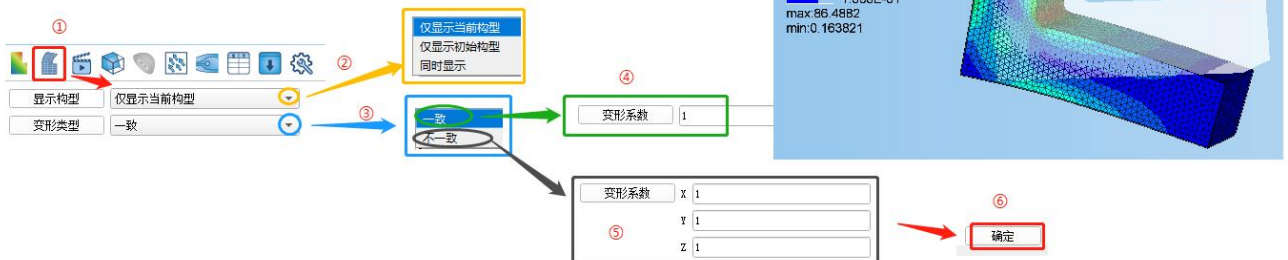 ①
②
显示构型 仅显示当前构型
变形类型 一致
仅显示当前构型
仅显示初始构型
同时显示
③
一致
不一致
④
变形系数 1
max:86.4882
min:0.163821
变形系数 X 1
Y 1
Z 1
⑤
⑥
确定